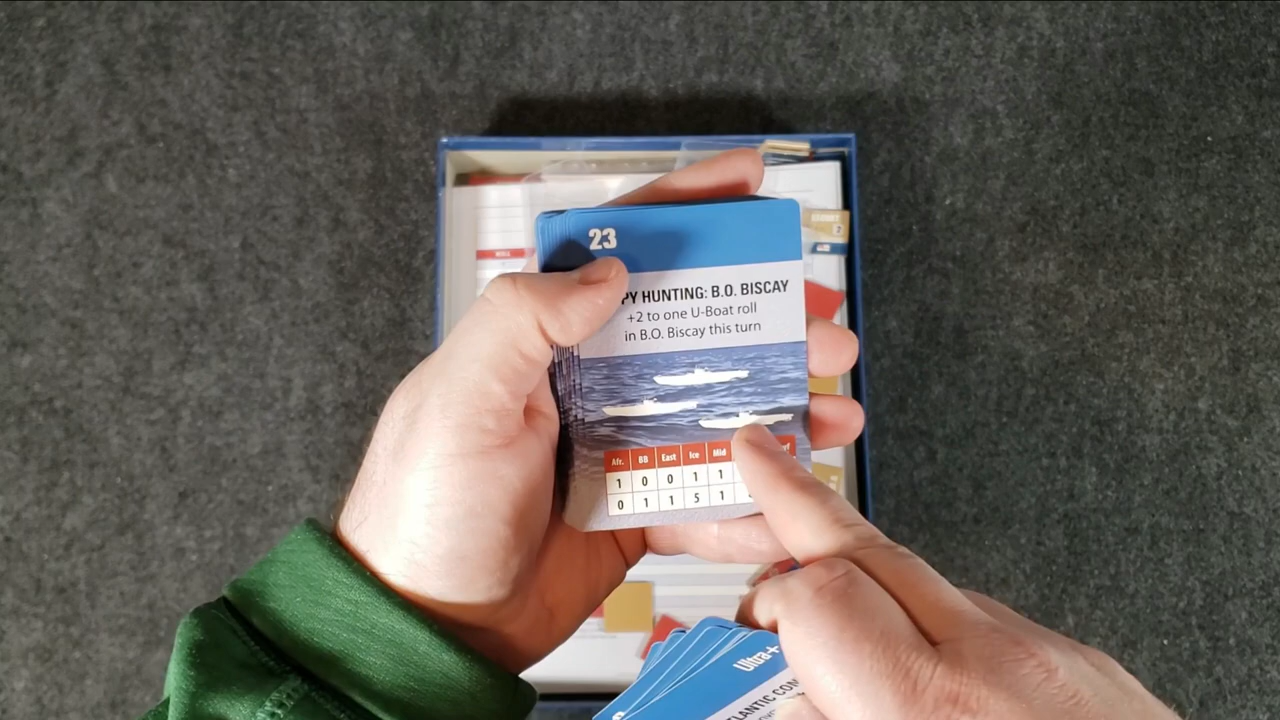 23
PY HUNTING: B.O. BISCAY
+2 to one U-Boat roll
in B.O. Biscay this turn
Afr. BB East Ice Mid
1 0 0 1 1
0 1 1 5 1
Ultra+